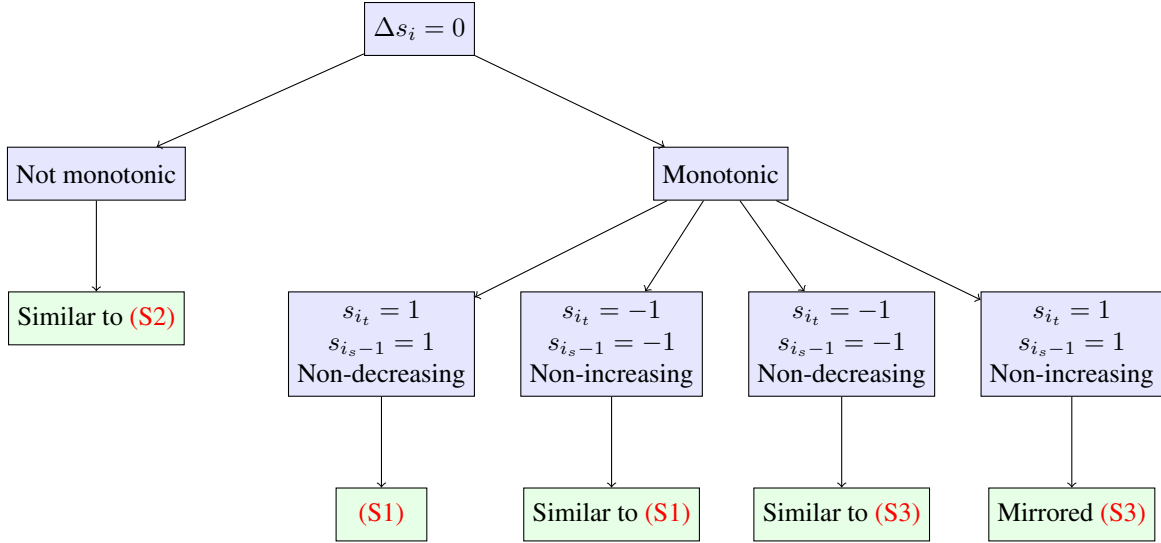 Δs_i = 0
Not monotonic
Monotonic
Similar to (S2)
s_{i_t} = 1
s_{i_s−1} = 1
Non-decreasing
s_{i_t} = −1
s_{i_s−1} = −1
Non-increasing
s_{i_t} = −1
s_{i_s−1} = −1
Non-decreasing
s_{i_t} = 1
s_{i_s−1} = 1
Non-increasing
(S1)
Similar to (S1)
Similar to (S3)
Mirrored (S3)